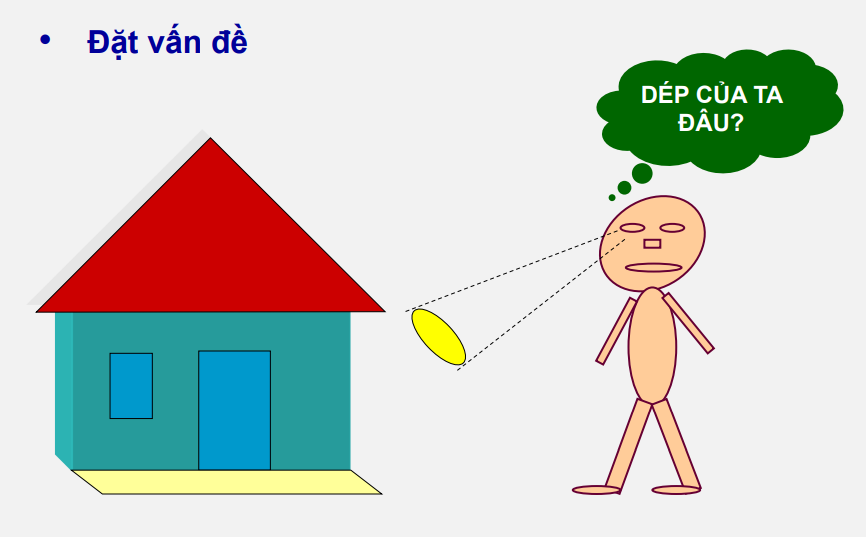 • Đặt vấn đề
DÉP CỦA TA
ĐÂU?